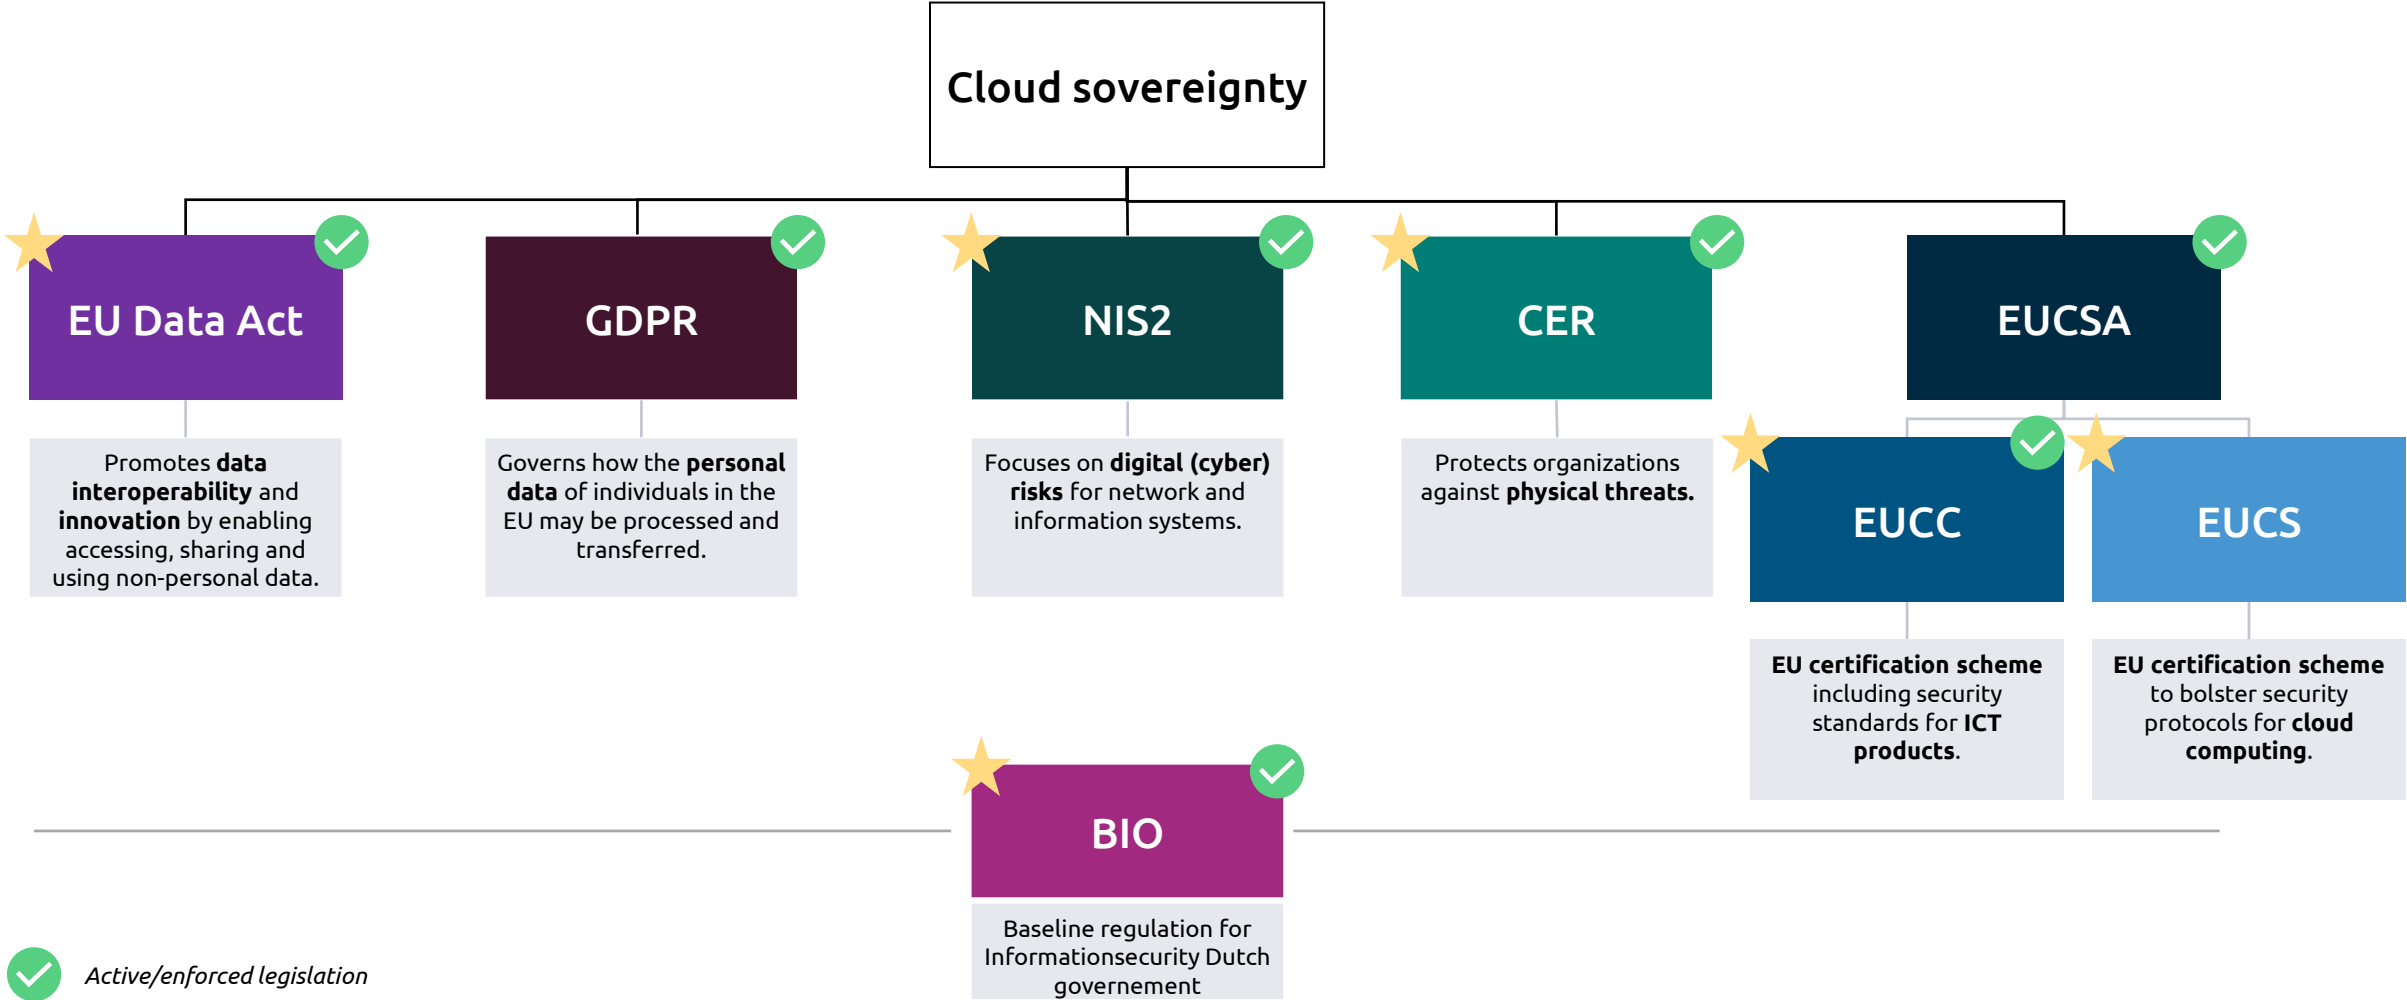 Cloud sovereignty
EU Data Act
GDPR
NIS2
CER
EUCSA
Promotes data
interoperability and
innovation by enabling
accessing, sharing and
using non-personal data.
Governs how the personal
data of individuals in the
EU may be processed and
transferred.
Focuses on digital (cyber)
risks for network and
information systems.
Protects organizations
against physical threats.
EUCC
EUCS
EU certification scheme
including security
standards for ICT
products.
EU certification scheme
to bolster security
protocols for cloud
computing.
BIO
Baseline regulation for
Informationsecurity Dutch
governement
Active/enforced legislation